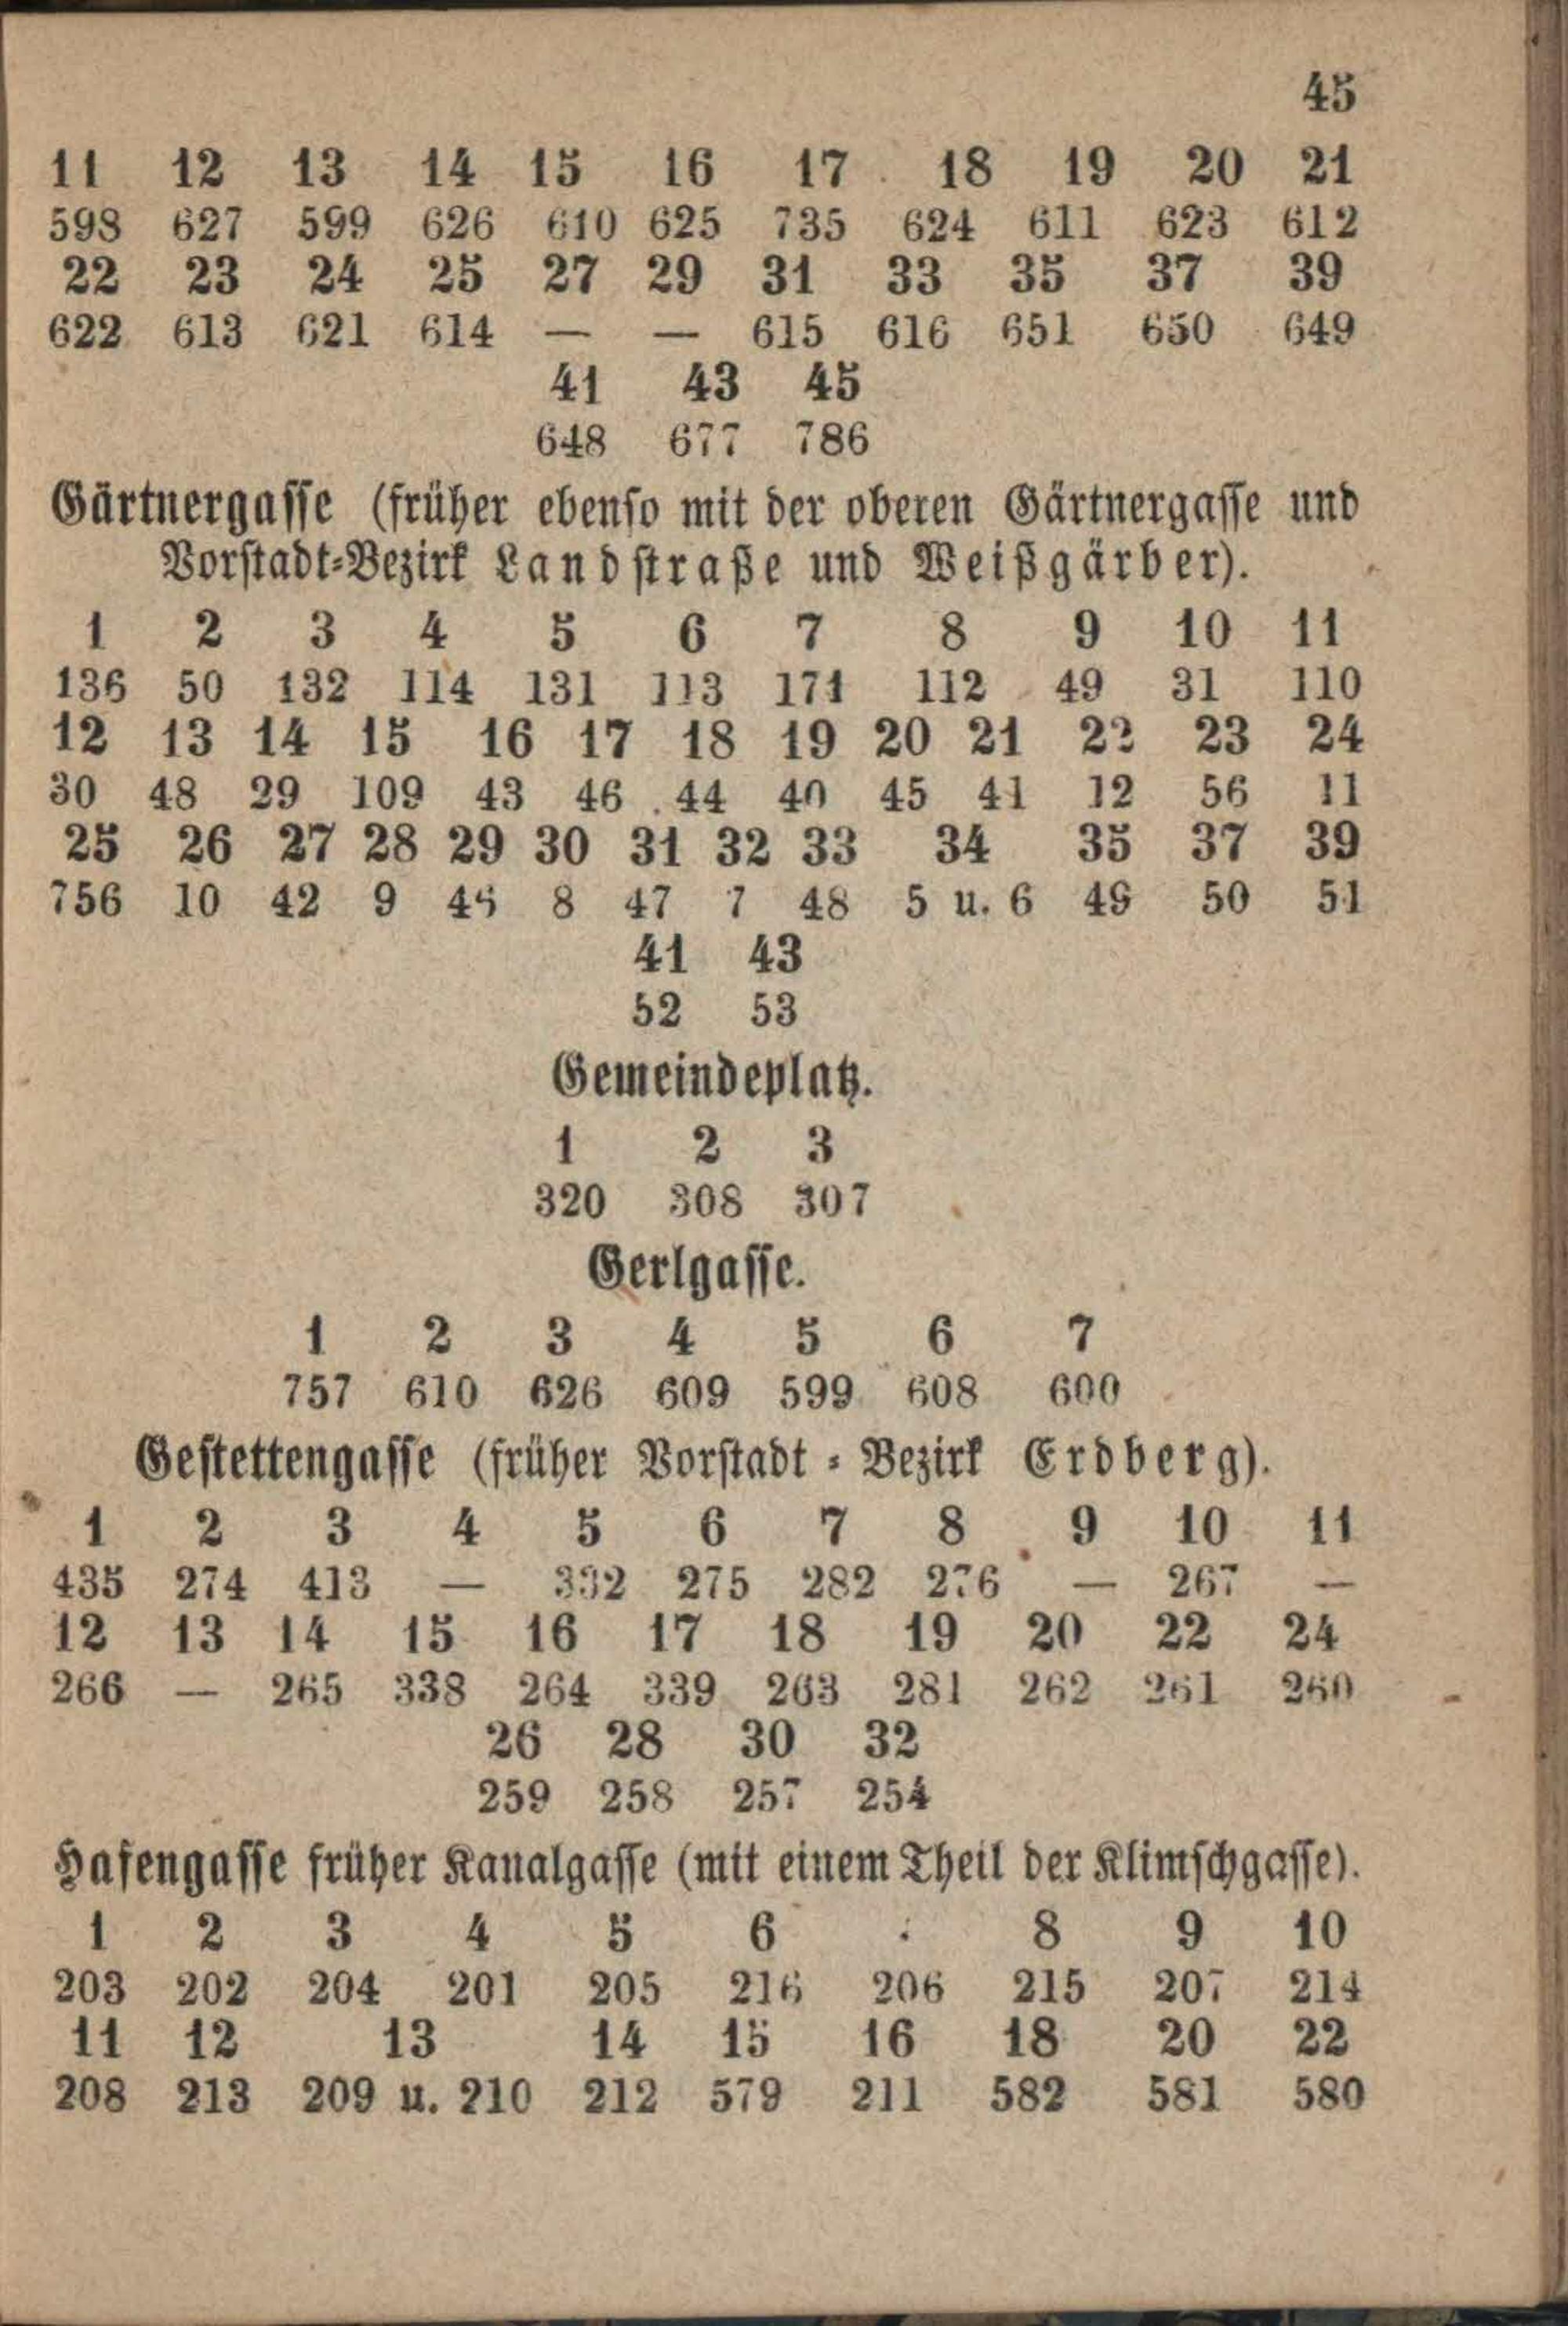 45
11 12 13 14 15 16 17 18 19 20 21
598 627 599 626 610 625 735 624 611 623 612
22 23 24 25 27 29 31 33 35 37 39
622 613 621 614 — — 615 616 651 650 649
41 43 45
648 677 786
Gärtnergasse (früher ebenso mit der oberen Gärtnergasse und
Vorstadt-Bezirk Landstraße und Weißgärber).
1 2 3 4 5 6 7 8 9 10 11
136 50 132 114 131 113 171 112 49 31 110
12 13 14 15 16 17 18 19 20 21 22 23 24
30 48 29 109 43 46 44 40 45 41 12 56 11
25 26 27 28 29 30 31 32 33 34 35 37 39
756 10 42 9 8 47 7 48 5 u. 6 49 50 51
41 43
52 53
Gemeindeplatz.
1 2 3
320 308 307
Gerlgasse.
1 2 3 4 5 6 7
757 610 626 609 599 608 600
Gestettengasse (früher Vorstadt-Bezirk Erdberg).
1 2 3 4 5 6 7 8 9 10 11
435 274 413 — 275 282 276 — 267 —
12 13 14 15 16 17 18 19 20 22 24
266 — 265 338 264 339 263 281 262 261 260
26 28 30 32
259 258 257 254
Hafengasse früher Kanalgasse (mit einem Theil der Klimschgasse).
1 2 3 4 5 6 8 9 10
203 202 204 201 205 216 206 215 207 214
11 12 13 14 15 16 18 20 22
208 213 209 u. 210 212 579 211 582 581 580